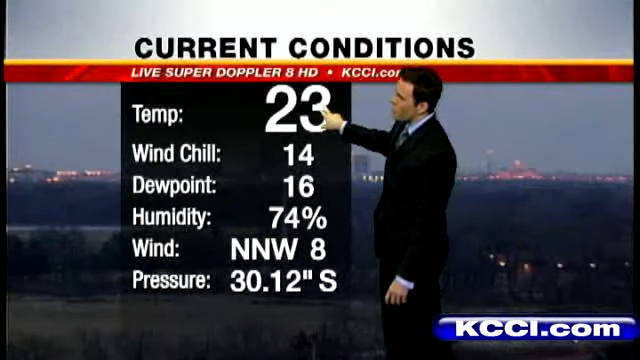 CURRENT CONDITIONS
LIVE SUPER DOPPLER 8 HD • KCCI.com
Temp: 23
Wind Chill: 14
Dewpoint: 16
Humidity: 74%
Wind: NNW 8
Pressure: 30.12" S
KCCI.com